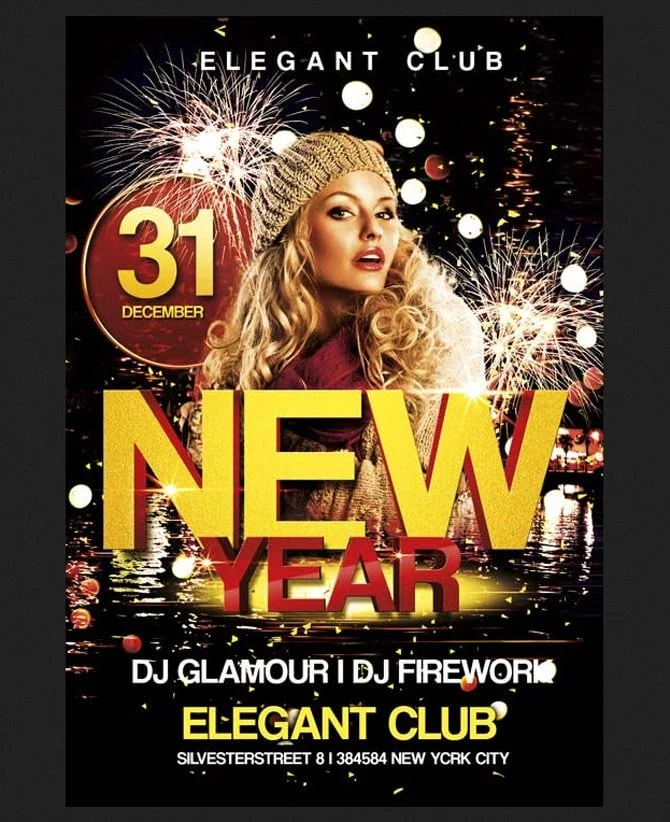 ELEGANT CLUB
31
DECEMBER
NEW
YEAR
DJ GLAMOUR I DJ FIREWORK
ELEGANT CLUB
SILVESTERSTREET 8 I 384584 NEW YCRK CITY